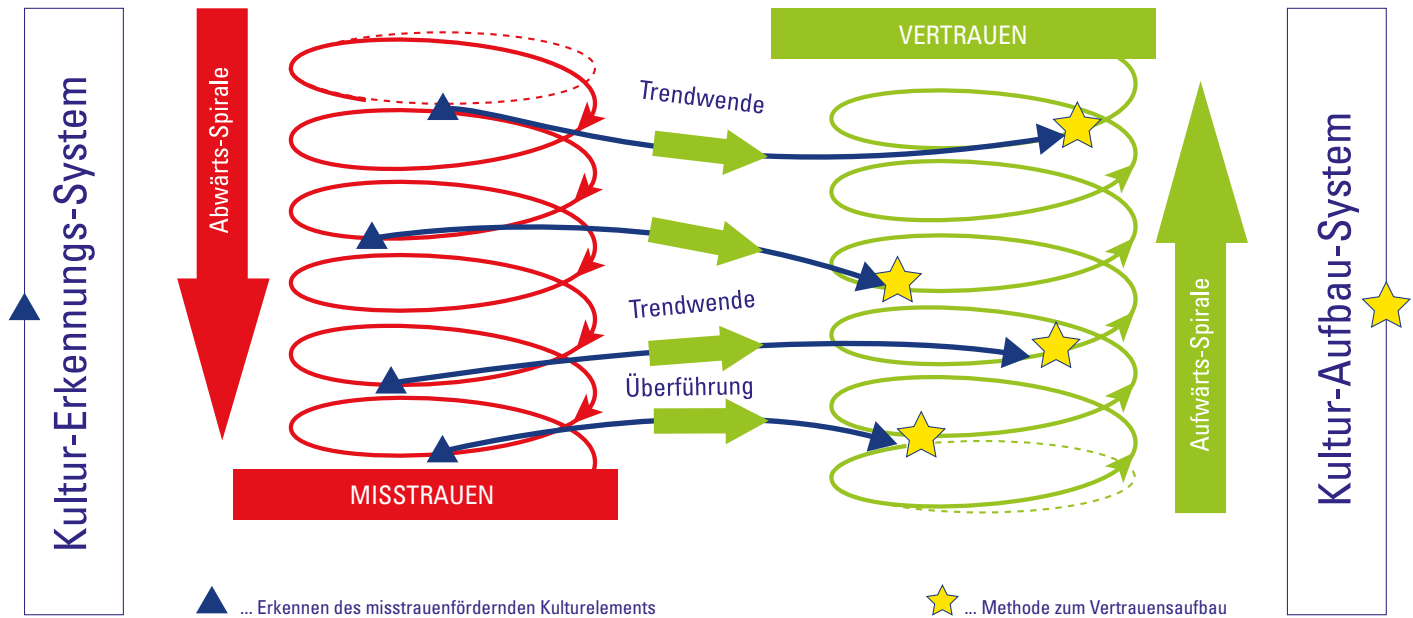 Kultur-Erkennungs-System
Abwärts-Spirale
MISSTRAUEN
Trendwende
Trendwende
Überführung
VERTRAUEN
Aufwärts-Spirale
Kultur-Aufbau-System
... Erkennen des misstrauenfördernden Kulturelements
... Methode zum Vertrauensaufbau